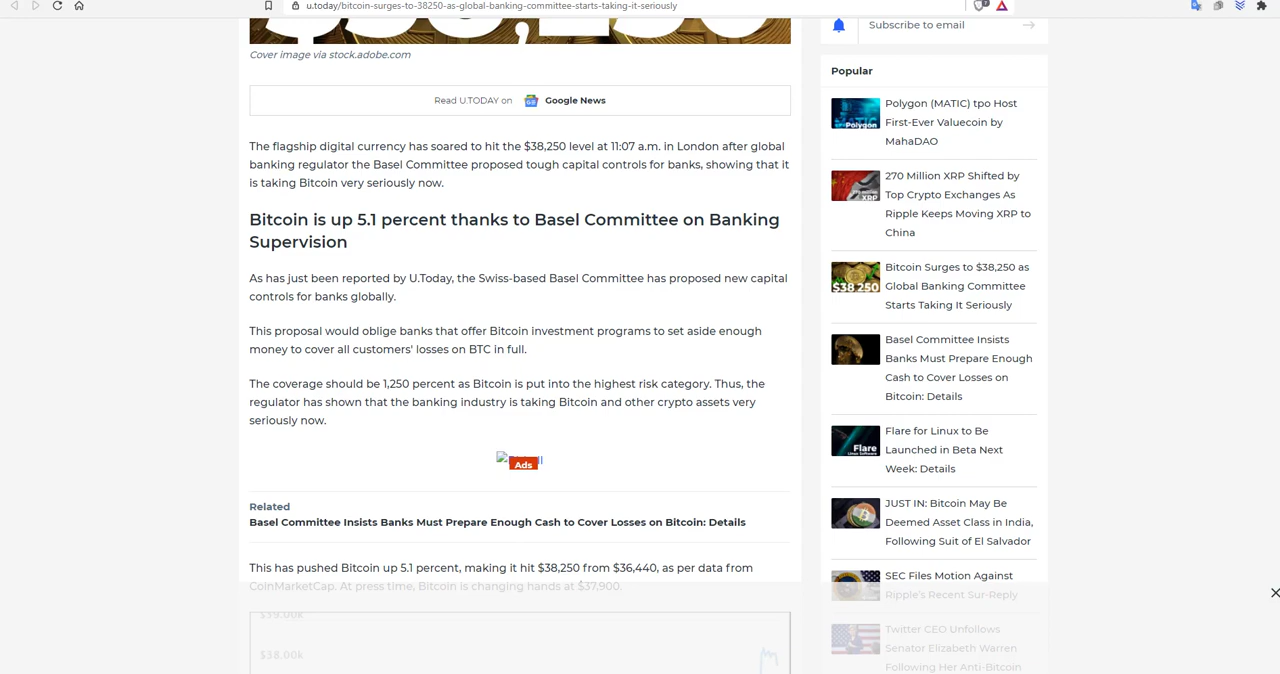 u.today/bitcoin-surges-to-38250-as-global-banking-committee-starts-taking-it-seriously
Cover image via stock.adobe.com
Read U.TODAY on Google News
The flagship digital currency has soared to hit the $38,250 level at 11:07 a.m. in London after global
banking regulator the Basel Committee proposed tough capital controls for banks, showing that it
is taking Bitcoin very seriously now.
Bitcoin is up 5.1 percent thanks to Basel Committee on Banking
Supervision
As has just been reported by U.Today, the Swiss-based Basel Committee has proposed new capital
controls for banks globally.
This proposal would oblige banks that offer Bitcoin investment programs to set aside enough
money to cover all customers' losses on BTC in full.
The coverage should be 1,250 percent as Bitcoin is put into the highest risk category. Thus, the
regulator has shown that the banking industry is taking Bitcoin and other crypto assets very
seriously now.
Ads
Related
Basel Committee Insists Banks Must Prepare Enough Cash to Cover Losses on Bitcoin: Details
This has pushed Bitcoin up 5.1 percent, making it hit $38,250 from $36,440, as per data from
CoinMarketCap. At press time, Bitcoin is changing hands at $37,900.
$39.00k
$38.00k
Subscribe to email
Popular
Polygon
Polygon (MATIC) tpo Host
First-Ever Valuecoin by
MahaDAO
XRP
270 Million XRP Shifted by
Top Crypto Exchanges As
Ripple Keeps Moving XRP to
China
$38 250
Bitcoin Surges to $38,250 as
Global Banking Committee
Starts Taking It Seriously
Basel Committee Insists
Banks Must Prepare Enough
Cash to Cover Losses on
Bitcoin: Details
Flare
Flare for Linux to Be
Launched in Beta Next
Week: Details
JUST IN: Bitcoin May Be
Deemed Asset Class in India,
Following Suit of El Salvador
SEC Files Motion Against
Ripple's Recent Sur-Reply
Twitter CEO Unfollows
Senator Elizabeth Warren
Following Her Anti-Bitcoin